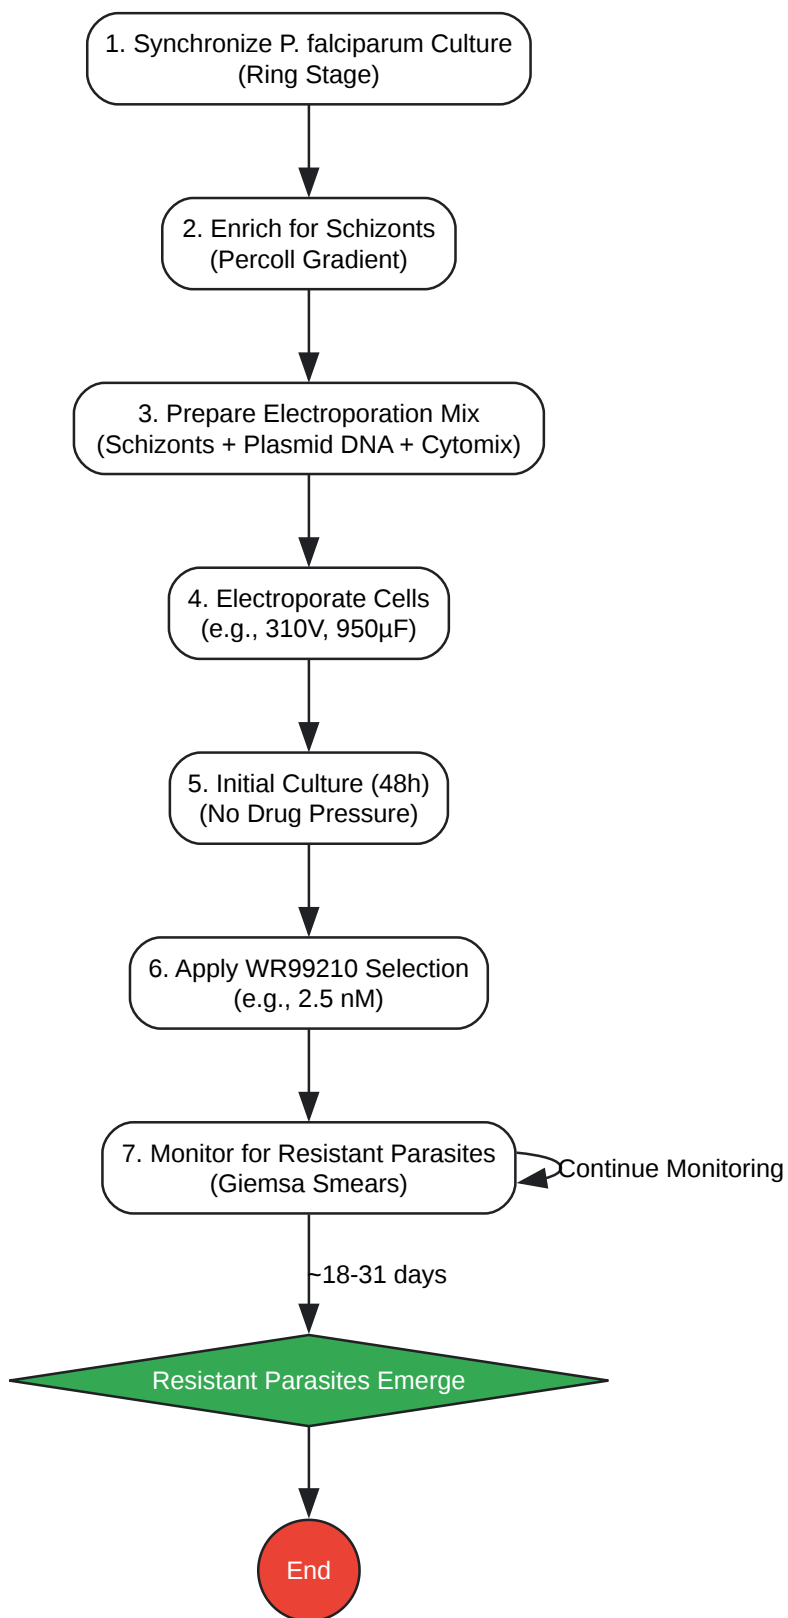 1. Synchronize P. falciparum Culture
(Ring Stage)
2. Enrich for Schizonts
(Percoll Gradient)
3. Prepare Electroporation Mix
(Schizonts + Plasmid DNA + Cytomix)
4. Electroporate Cells
(e.g., 310V, 950µF)
5. Initial Culture (48h)
(No Drug Pressure)
6. Apply WR99210 Selection
(e.g., 2.5 nM)
7. Monitor for Resistant Parasites
(Giemsa Smears)
Continue Monitoring
~18-31 days
Resistant Parasites Emerge
End